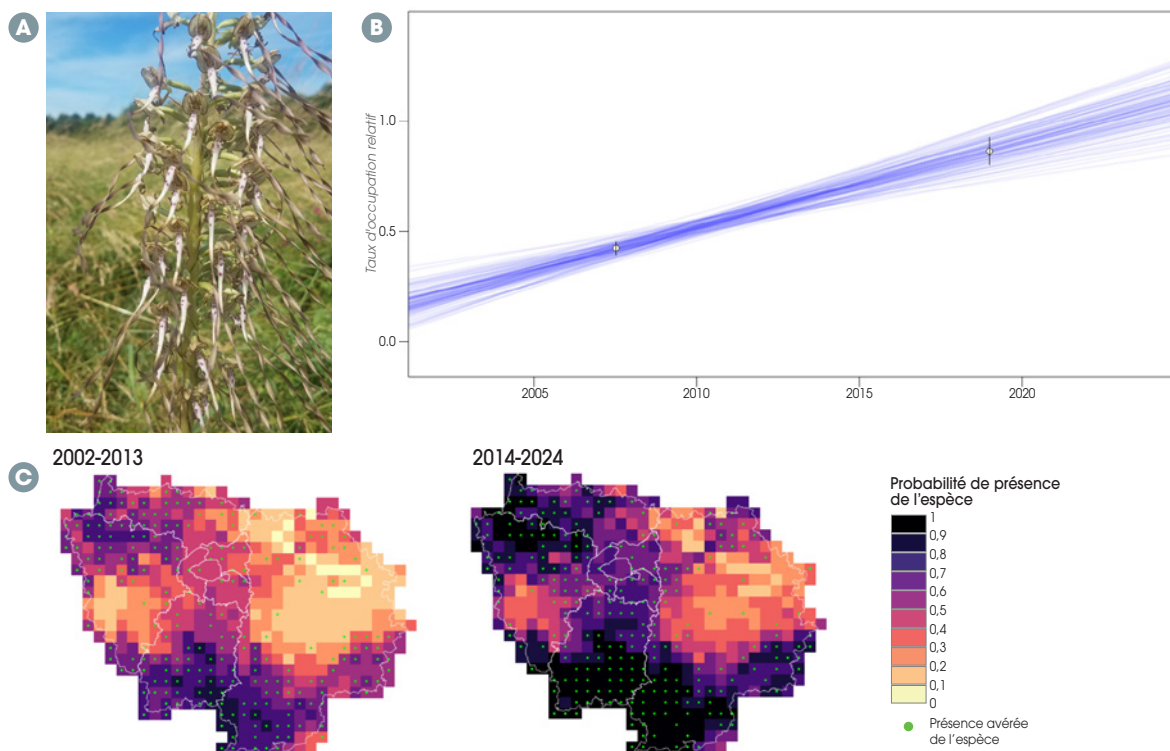 A
B
Taux d'occupation relatif
1.0
0.5
0.0
2005
2010
2015
2020
C
2002-2013
2014-2024
Probabilité de présence
de l'espèce
1
0,9
0,8
0,7
0,6
0,5
0,4
0,3
0,2
0,1
0
Présence avérée
de l'espèce